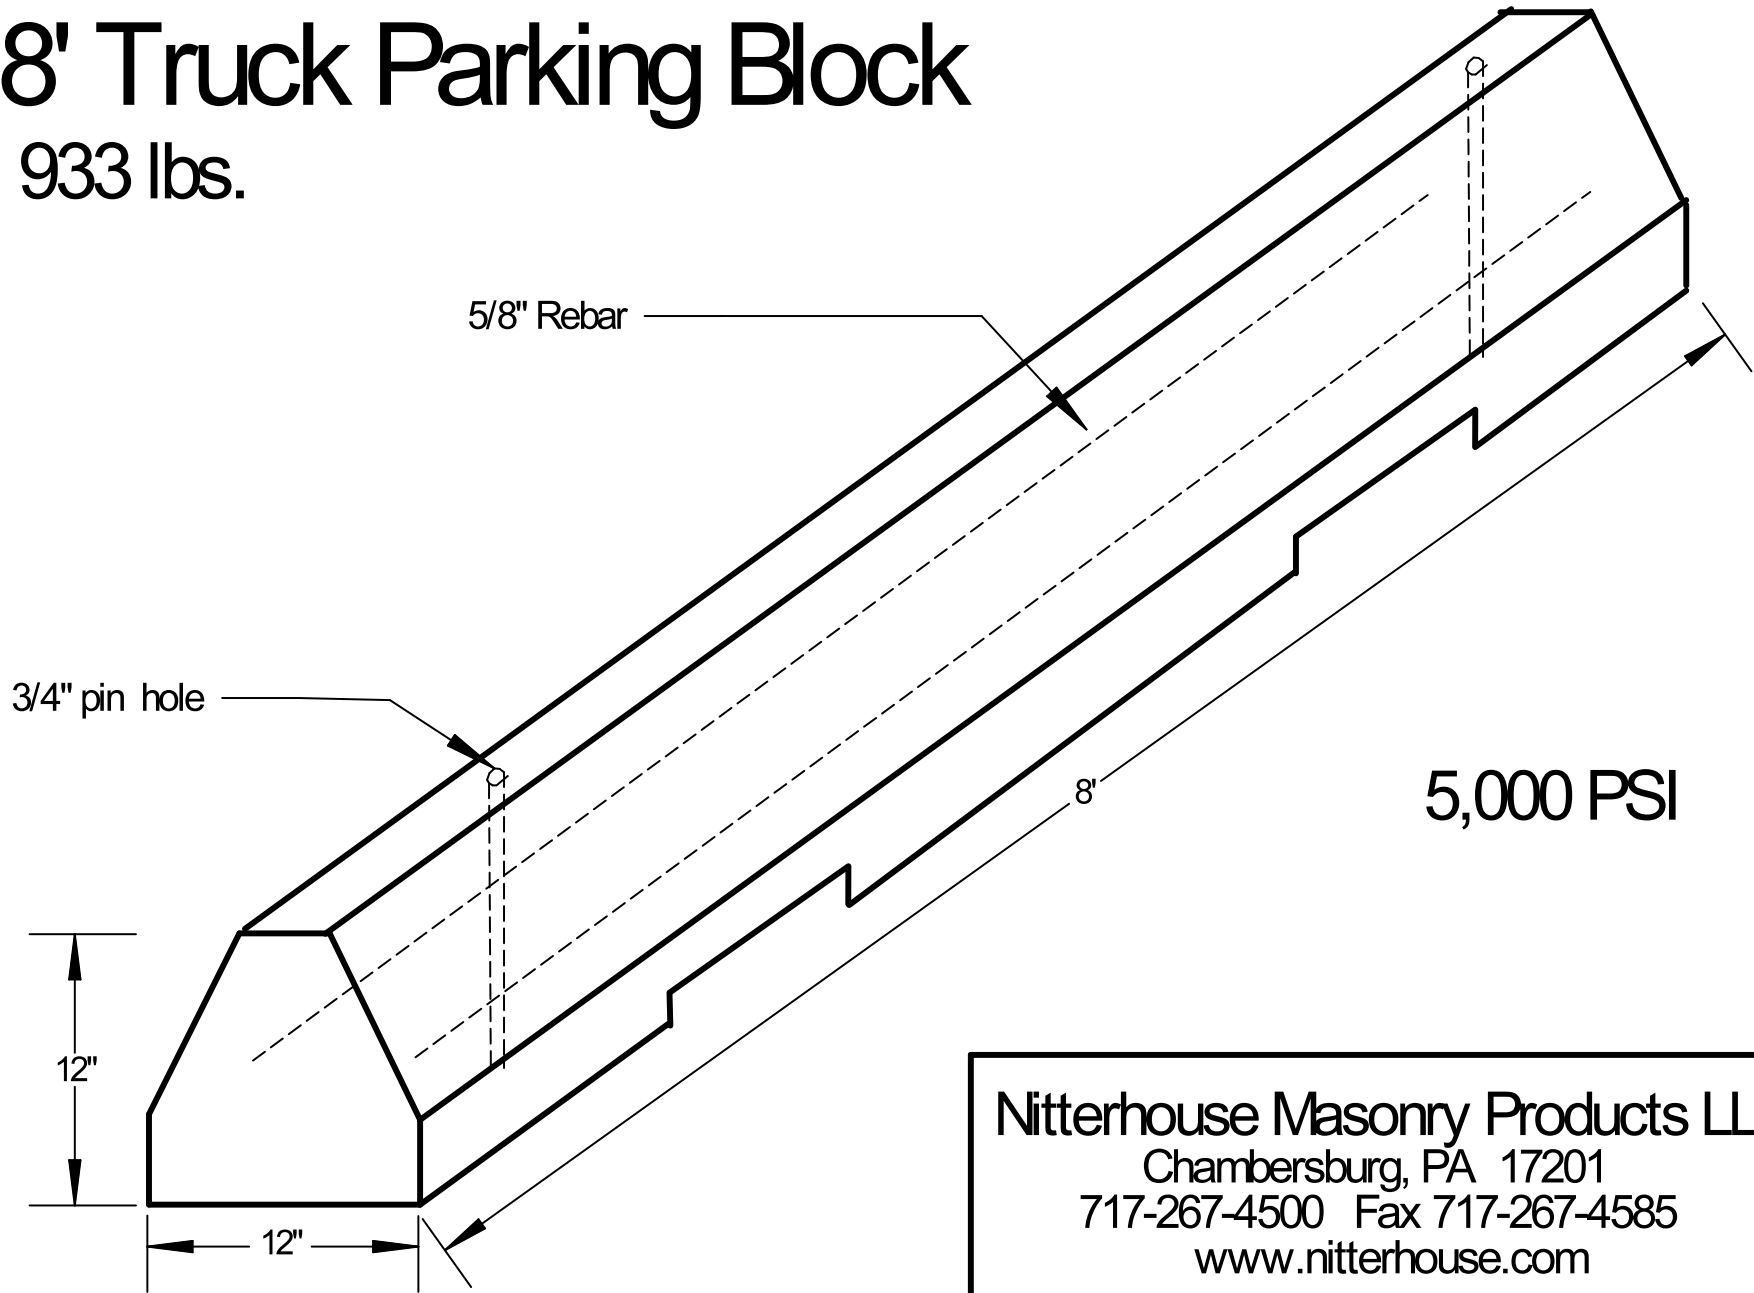 8' Truck Parking Block
933 lbs.
5/8" Rebar
3/4" pin hole
8'
5,000 PSI
12"
12"
Nitterhouse Masonry Products LL
Chambersburg, PA 17201
717-267-4500 Fax 717-267-4585
www.nitterhouse.com